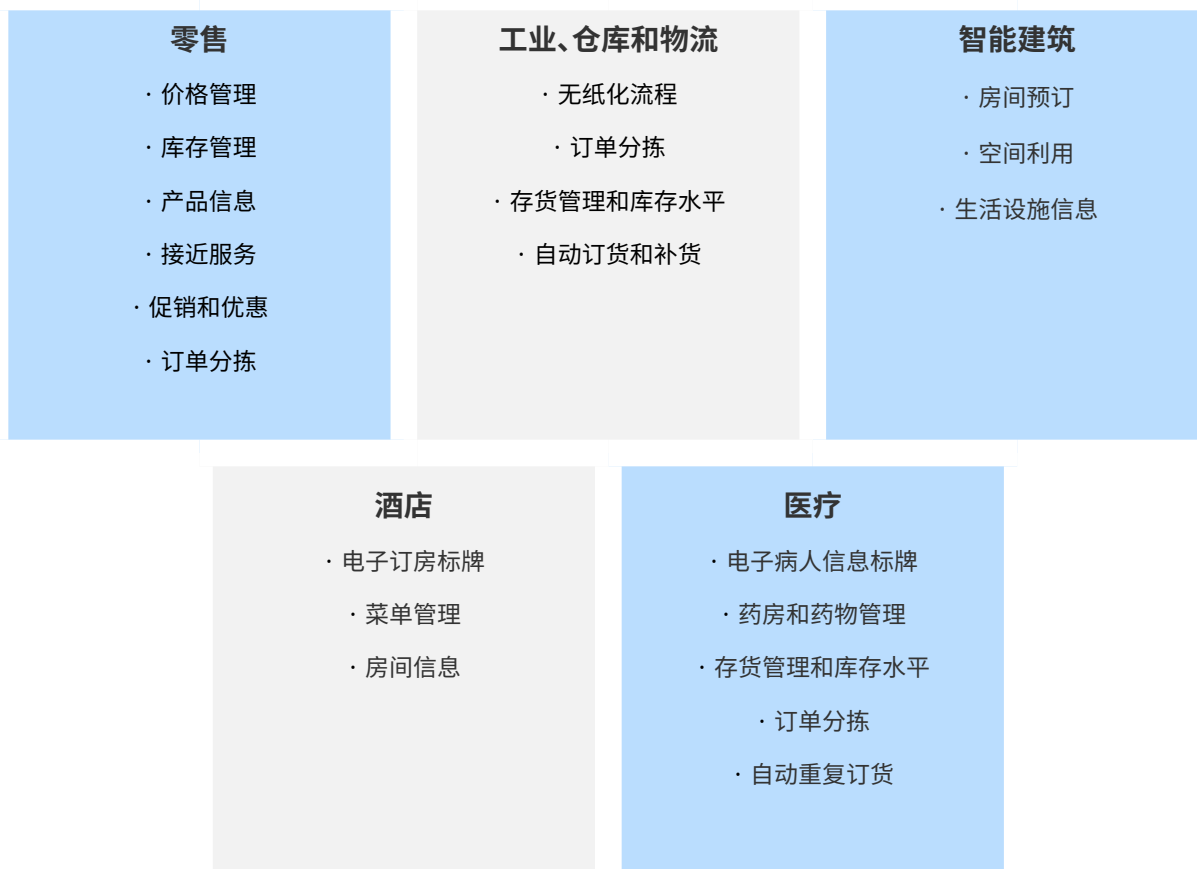 零售
· 价格管理
· 库存管理
· 产品信息
· 接近服务
· 促销和优惠
· 订单分拣
工业、仓库和物流
· 无纸化流程
· 订单分拣
· 存货管理和库存水平
· 自动订货和补货
智能建筑
· 房间预订
· 空间利用
· 生活设施信息
酒店
· 电子订房标牌
· 菜单管理
· 房间信息
医疗
· 电子病人信息标牌
· 药房和药物管理
· 存货管理和库存水平
· 订单分拣
· 自动重复订货